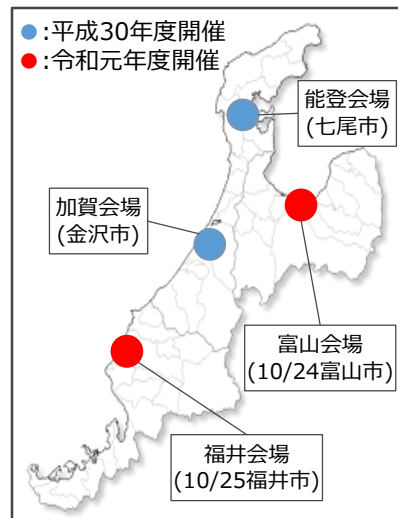 ●:平成30年度開催
●:令和元年度開催
能登会場
(七尾市)
加賀会場
(金沢市)
富山会場
(10/24富山市)
福井会場
(10/25福井市)